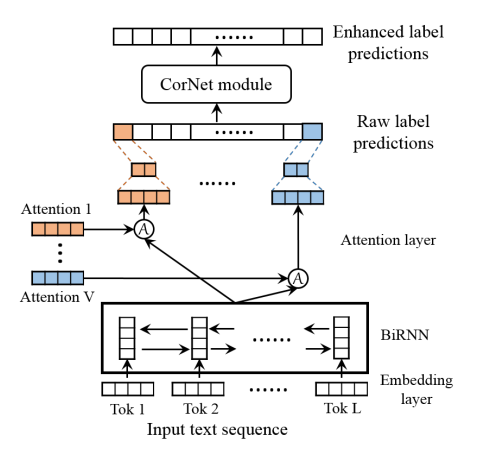 Enhanced label
predictions
CorNet module
Raw label
predictions
Attention 1
A
Attention layer
Attention V
A
BiRNN
Embedding
layer
Tok 1 Tok 2 Tok L
Input text sequence